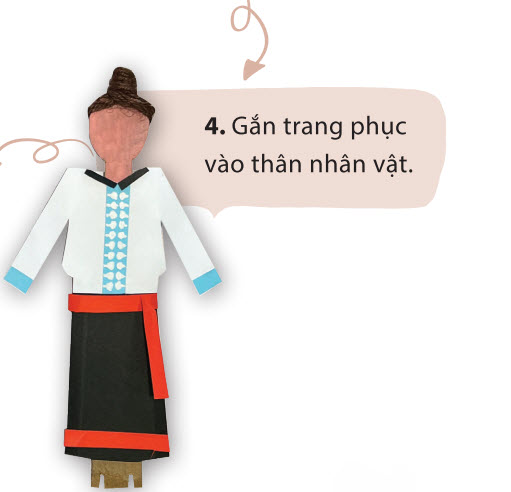 4. Gắn trang phục
vào thân nhân vật.